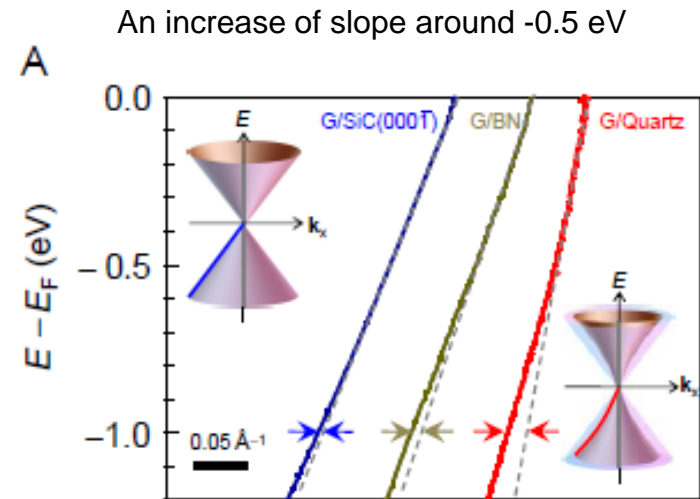 An increase of slope around -0.5 eV
A
0.0
G/SiC(0001̄)
G/BN
G/Quartz
E
kₓ
−0.5
E − E_F (eV)
E
kₓ
−1.0
0.05 Å⁻¹